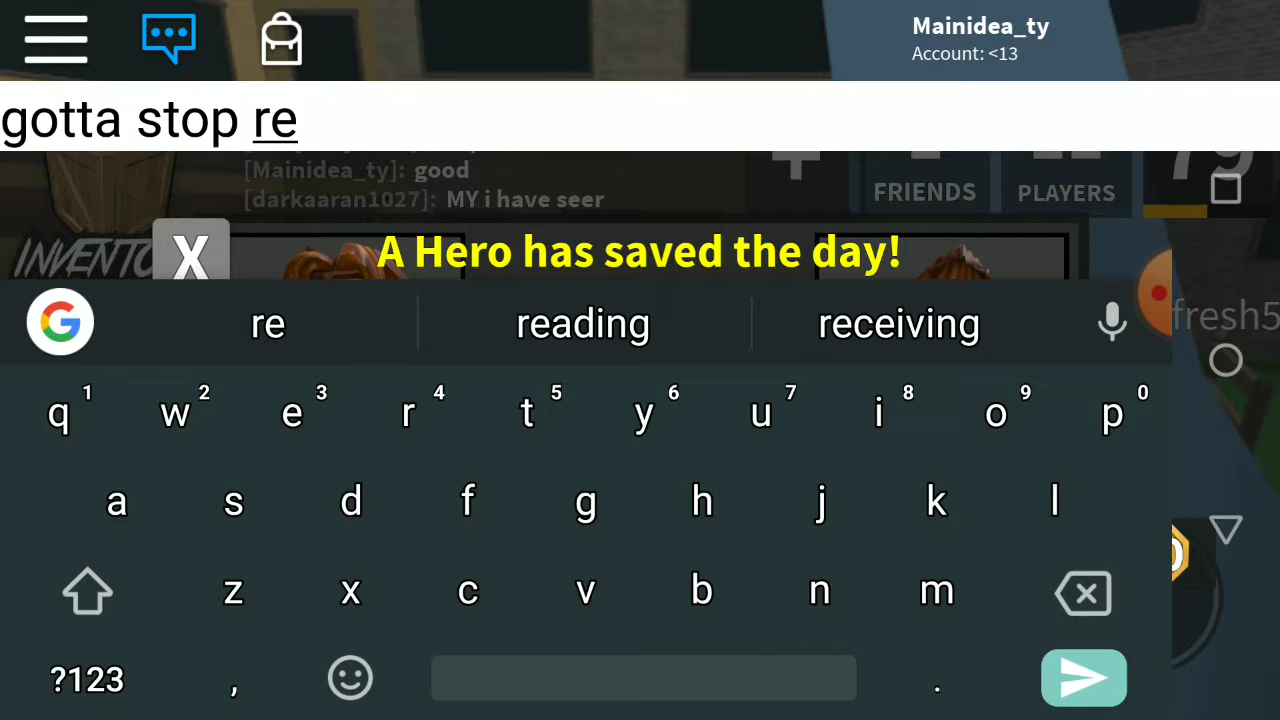 Mainidea_ty
Account: <13
gotta stop re
[Mainidea_ty]: good
[darkaaran1027]: MY i have seer
FRIENDS
PLAYERS
79
INVENTO
X
A Hero has saved the day!
fresh5
G
re
reading
receiving
q 1 w 2 e 3 r 4 t 5 y 6 u 7 i 8 o 9 p 0
a s d f g h j k l
z x c v b n m
?123 , .